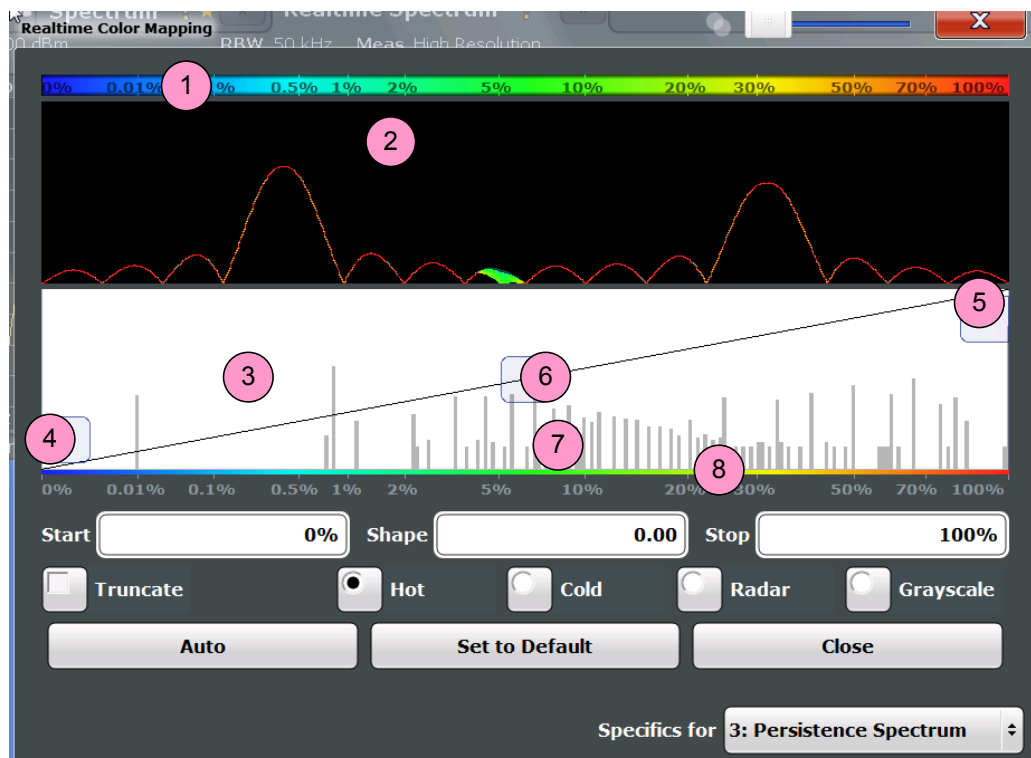 Spectrum
Realtime Spectrum
Realtime Color Mapping
00 dBm RBW 50 kHz Meas High Resolution
X
0% 0.01% % 0.5% 1% 2% 5% 10% 20% 30% 50% 70% 100%
1
2
3
4
5
6
7
8
0% 0.01% 0.1% 0.5% 1% 2% 5% 10% 20% 30% 50% 70% 100%
Start 0% Shape 0.00 Stop 100%
Truncate Hot Cold Radar Grayscale
Auto Set to Default Close
Specifics for 3: Persistence Spectrum